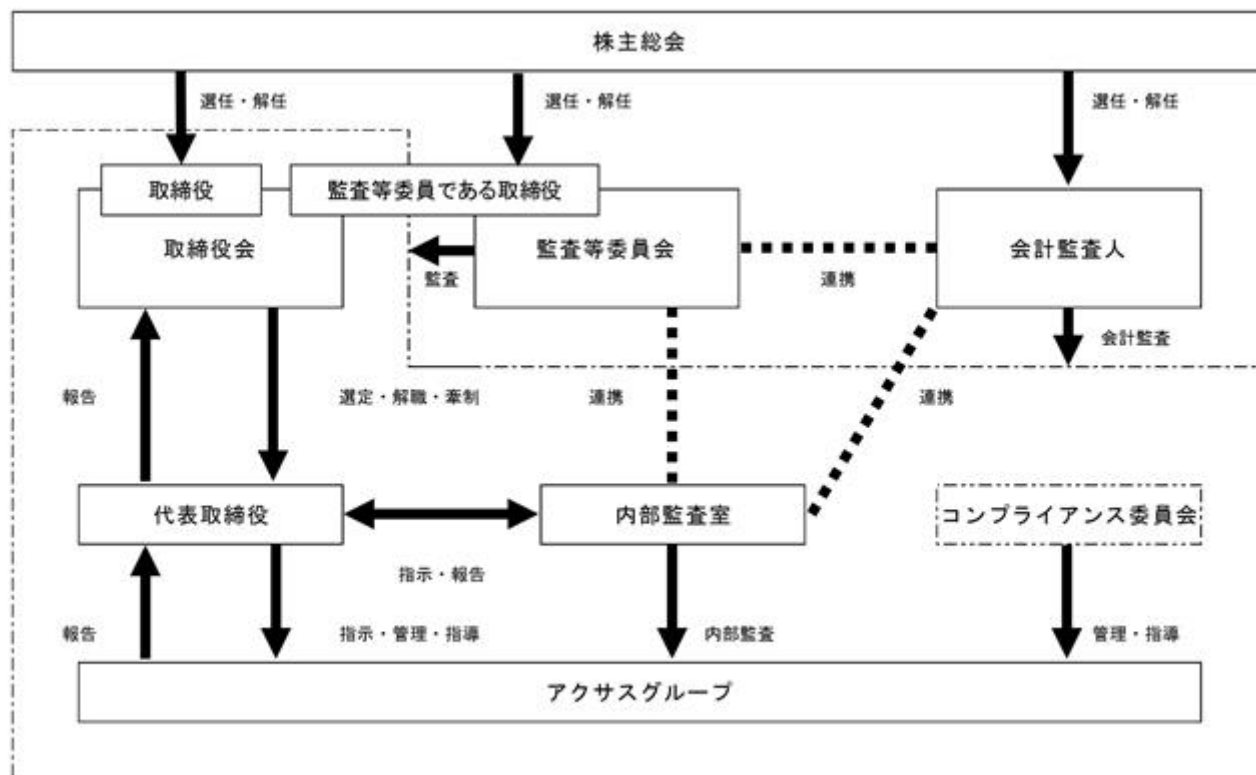 株主総会
選任・解任
選任・解任
選任・解任
取締役
監査等委員である取締役
取締役会
監査等委員会
会計監査人
監査
連携
会計監査
報告
選定・解職・牽制
連携
連携
代表取締役
内部監査室
コンプライアンス委員会
指示・報告
報告
指示・管理・指導
内部監査
管理・指導
アクサスグループ